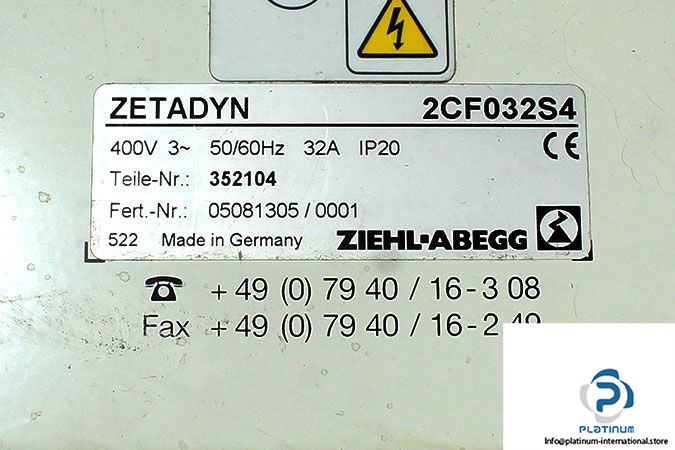 ZETADYN 2CF032S4
400V 3~ 50/60Hz 32A IP20 CE
Teile-Nr.: 352104
Fert.-Nr.: 05081305 / 0001
522 Made in Germany ZIEHL-ABEGG
☎ +49 (0) 79 40 / 16-3 08
Fax +49 (0) 79 40 / 16-2 49
PLATINUM
Info@platinum-international.store